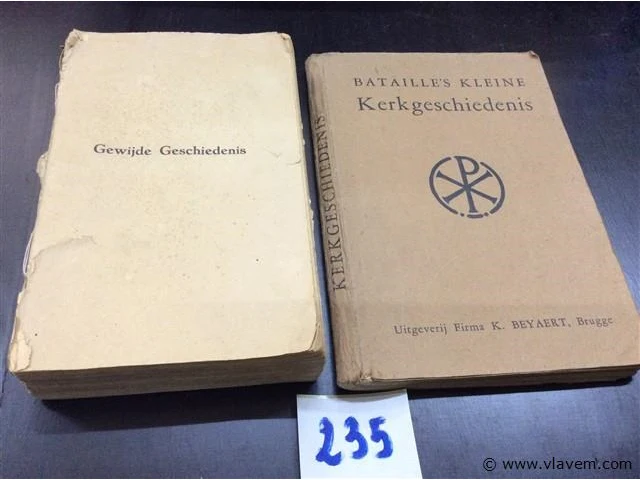 Gewijde Geschiedenis
BATAILLE'S KLEINE
Kerkgeschiedenis
KERKGESCHIEDENIS
Uitgeverij Firma K. BEYAERT, Brugge
235
© www.vlavem.com